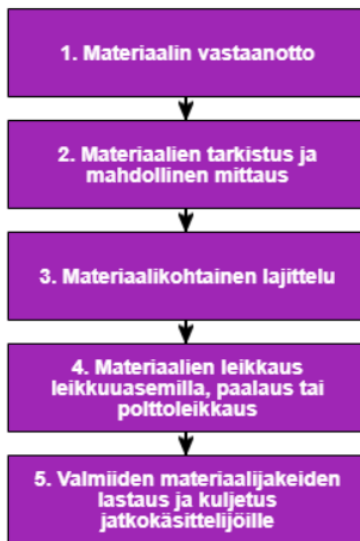 1. Materiaalin vastaanotto
2. Materiaalien tarkistus ja
mahdollinen mittaus
3. Materiaalikohtainen lajittelu
4. Materiaalien leikkaus
leikkuuasemilla, paalaus tai
polttoleikkaus
5. Valmiiden materiaalijakeiden
lastaus ja kuljetus
jatkokäsittelijöille